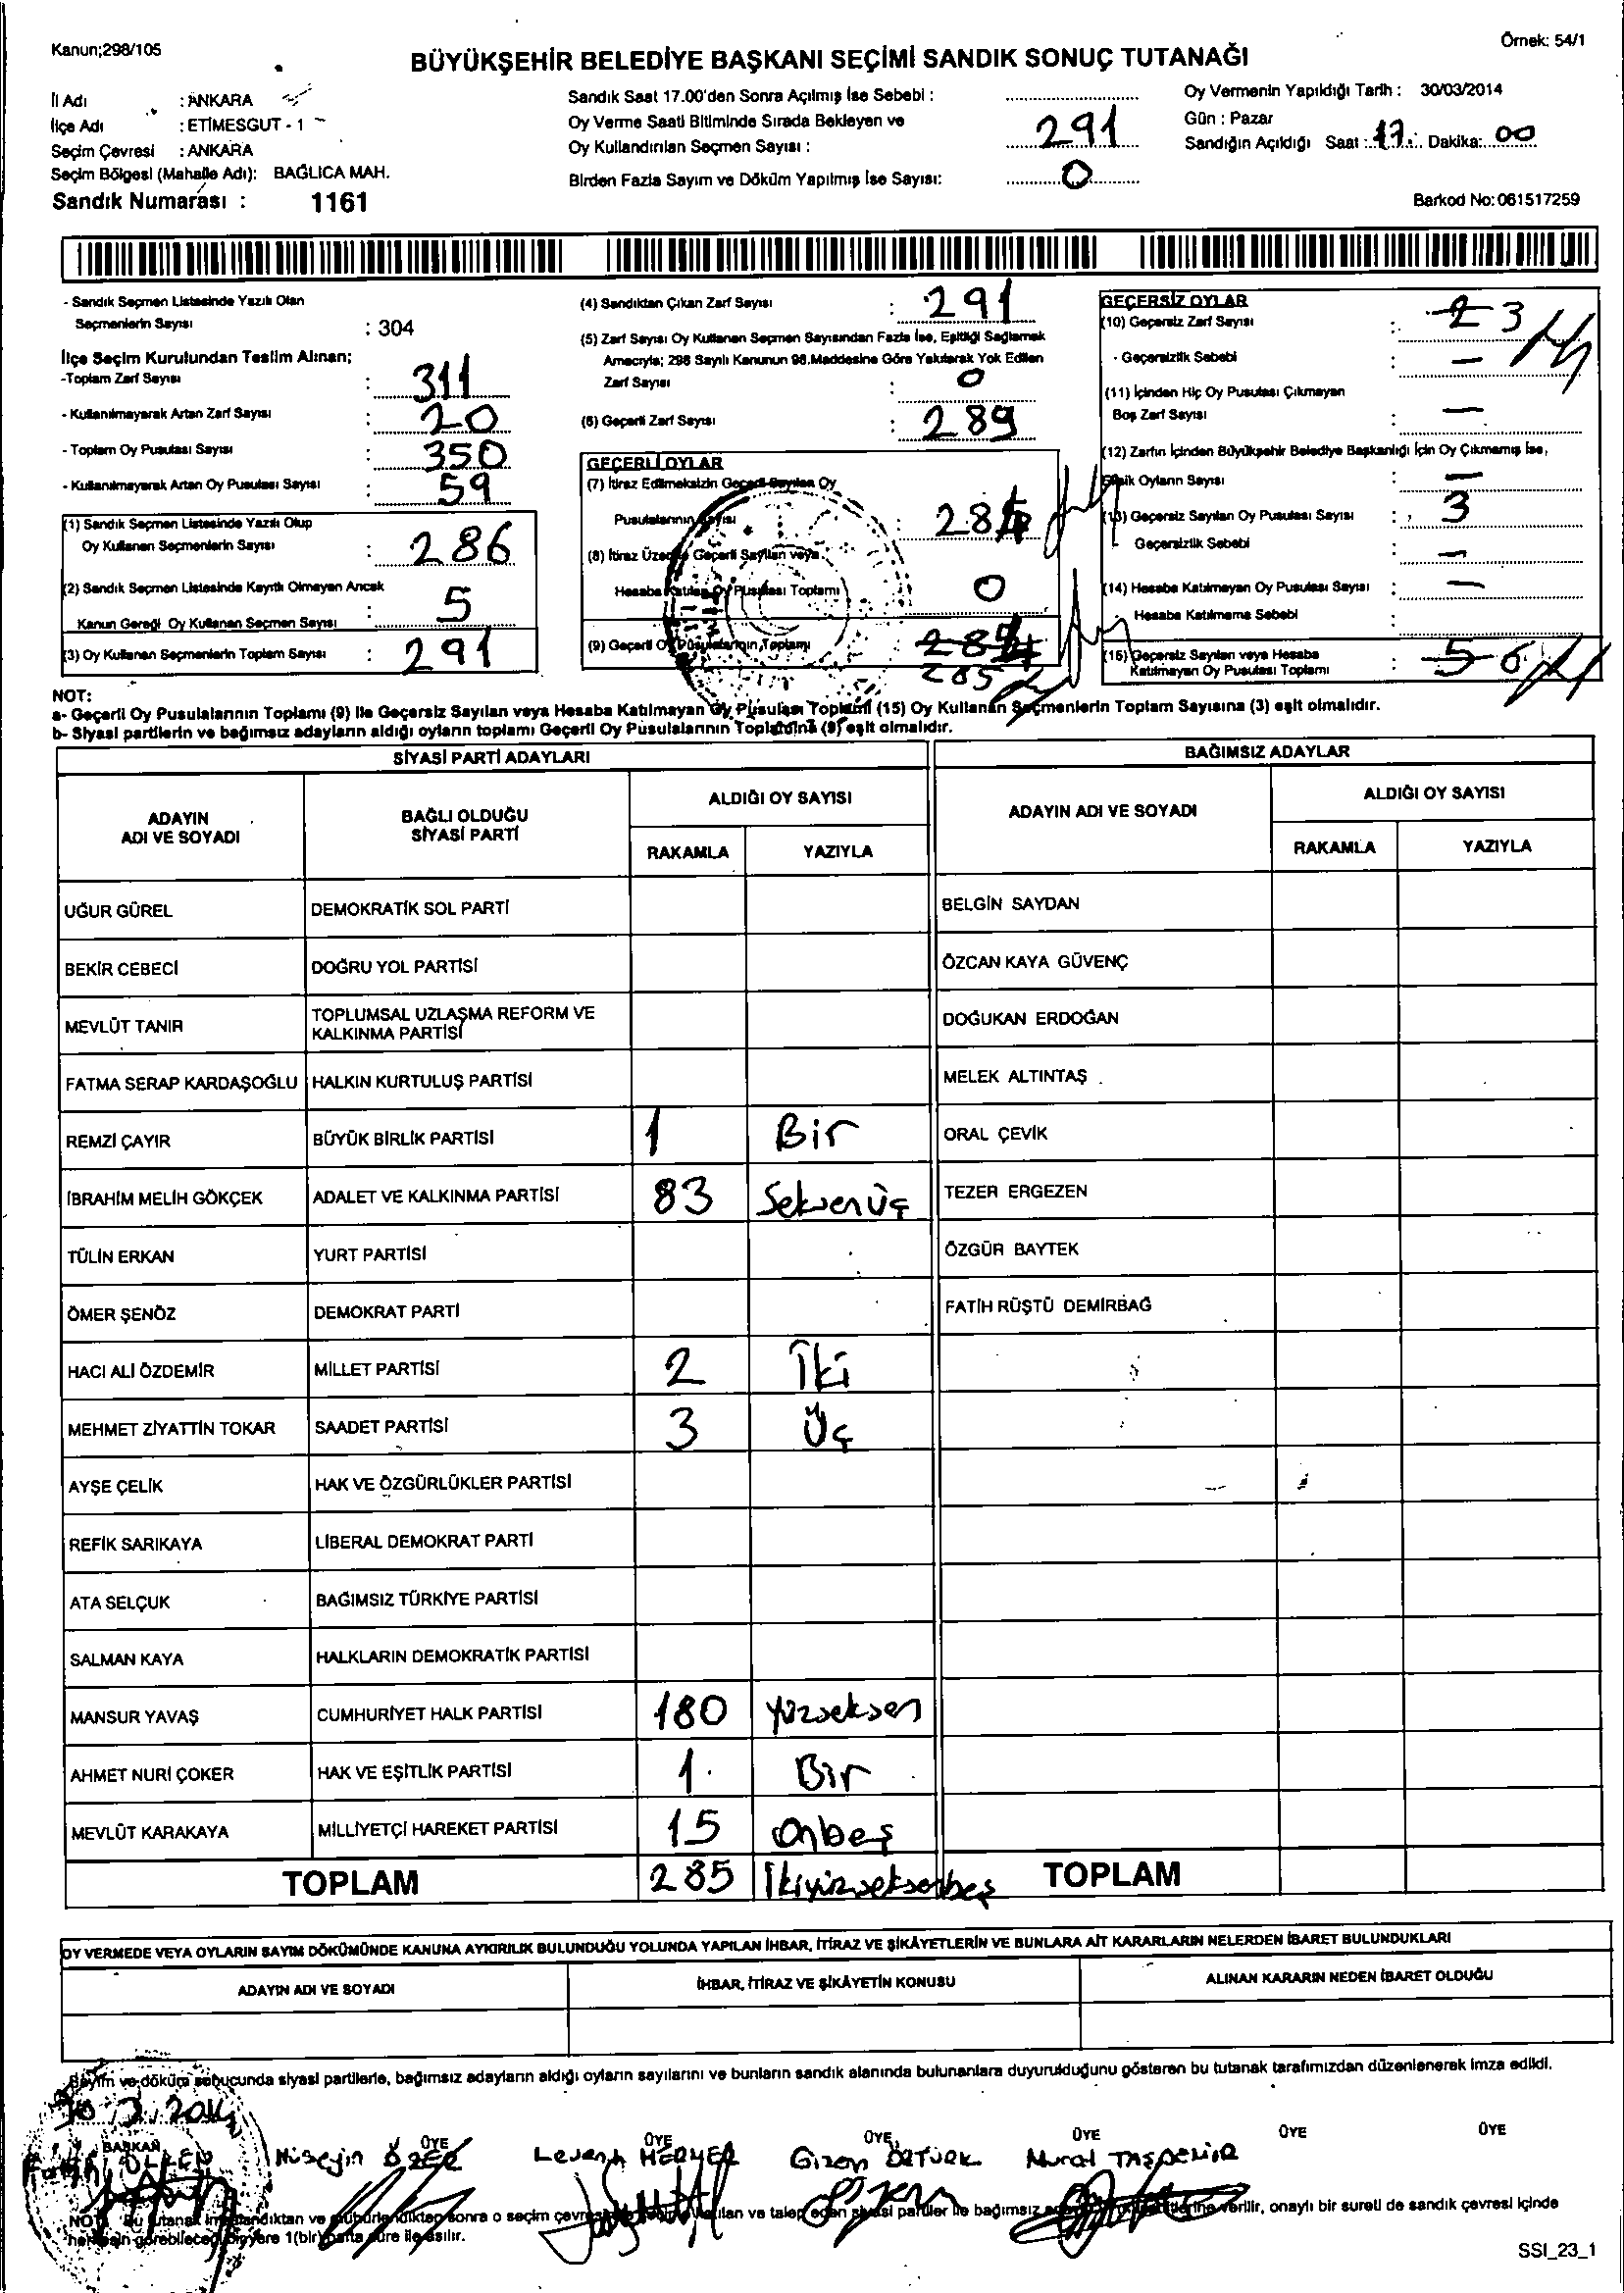 Kanun;298/105
Örnek: 54/1
BÜYÜKŞEHİR BELEDİYE BAŞKANI SEÇİMİ SANDIK SONUÇ TUTANAĞI
İl Adı : ANKARA
İlçe Adı : ETİMESGUT - 1
Seçim Çevresi : ANKARA
Seçim Bölgesi (Mahalle Adı): BAĞLICA MAH.
Sandık Numarası : 1161
Sandık Saat 17.00'den Sonra Açılmış İse Sebebi :
Oy Verme Saati Bitiminde Sırada Bekleyen ve
Oy Kullandırılan Seçmen Sayısı : 291
Birden Fazla Sayım ve Döküm Yapılmış İse Sayısı: 0
Oy Vermenin Yapıldığı Tarih : 30/03/2014
Gün : Pazar
Sandığın Açıldığı Saat : 17 Dakika: 00
Barkod No: 061517259
- Sandık Seçmen Listesinde Yazılı Olan
Seçmenlerin Sayısı : 304
İlçe Seçim Kurulundan Teslim Alınan;
-Toplam Zarf Sayısı : 311
- Kullanılmayarak Artan Zarf Sayısı : 20
- Toplam Oy Pusulası Sayısı : 350
- Kullanılmayarak Artan Oy Pusulası Sayısı : 59
(1) Sandık Seçmen Listesinde Yazılı Olup
Oy Kullanan Seçmenlerin Sayısı : 286
(2) Sandık Seçmen Listesinde Kayıtlı Olmayan Ancak
Kanun Gereği Oy Kullanan Seçmen Sayısı : 5
(3) Oy Kullanan Seçmenlerin Toplam Sayısı : 291
(4) Sandıktan Çıkan Zarf Sayısı : 291
(5) Zarf Sayısı Oy Kullanan Seçmen Sayısından Fazla İse, Eşitliği Sağlamak
Amacıyla; 298 Sayılı Kanunun 98.Maddesine Göre Yakılarak Yok Edilen
Zarf Sayısı : 0
(6) Geçerli Zarf Sayısı : 289
GEÇERLİ OYLAR
(7) İtiraz Edilmeksizin Geçerli Sayılan Oy
Pusulalarının Sayısı : 28
(8) İtiraz Üzerine Geçerli Sayılan veya
Hesaba Katılan Oy Pusulası Toplamı : 0
(9) Geçerli Oy Pusulalarının Toplamı : 28
285
GEÇERSİZ OYLAR
(10) Geçersiz Zarf Sayısı : 2 3
- Geçersizlik Sebebi : —
(11) İçinden Hiç Oy Pusulası Çıkmayan
Boş Zarf Sayısı : —
(12) Zarfın İçinden Büyükşehir Belediye Başkanlığı İçin Oy Çıkmamış İse,
Eksik Oyların Sayısı : —
(13) Geçersiz Sayılan Oy Pusulası Sayısı : 3
- Geçersizlik Sebebi : —
(14) Hesaba Katılmayan Oy Pusulası Sayısı : —
Hesaba Katılmama Sebebi :
(15) Geçersiz Sayılan veya Hesaba
Katılmayan Oy Pusulası Toplamı : 5 6
NOT:
a- Geçerli Oy Pusulalarının Toplamı (9) İle Geçersiz Sayılan veya Hesaba Katılmayan Oy Pusulası Toplamı (15) Oy Kullanan Seçmenlerin Toplam Sayısına (3) eşit olmalıdır.
b- Siyasi partilerin ve bağımsız adayların aldığı oyların toplamı Geçerli Oy Pusulalarının Toplamına (9) eşit olmalıdır.
SİYASİ PARTİ ADAYLARI
BAĞIMSIZ ADAYLAR
ADAYIN ADI VE SOYADI
BAĞLI OLDUĞU SİYASİ PARTİ
ALDIĞI OY SAYISI
RAKAMLA YAZIYLA
ADAYIN ADI VE SOYADI
ALDIĞI OY SAYISI
RAKAMLA YAZIYLA
UĞUR GÜREL DEMOKRATİK SOL PARTİ BELGİN SAYDAN
BEKİR CEBECİ DOĞRU YOL PARTİSİ ÖZCAN KAYA GÜVENÇ
MEVLÜT TANIR TOPLUMSAL UZLAŞMA REFORM VE KALKINMA PARTİSİ DOĞUKAN ERDOĞAN
FATMA SERAP KARDAŞOĞLU HALKIN KURTULUŞ PARTİSİ MELEK ALTINTAŞ
REMZİ ÇAYIR BÜYÜK BİRLİK PARTİSİ 1 Bir ORAL ÇEVİK
İBRAHİM MELİH GÖKÇEK ADALET VE KALKINMA PARTİSİ 83 Seksenüç TEZER ERGEZEN
TÜLİN ERKAN YURT PARTİSİ ÖZGÜR BAYTEK
ÖMER ŞENÖZ DEMOKRAT PARTİ FATİH RÜŞTÜ DEMİRBAĞ
HACI ALİ ÖZDEMİR MİLLET PARTİSİ 2 İki
MEHMET ZİYATTİN TOKAR SAADET PARTİSİ 3 Üç
AYŞE ÇELİK HAK VE ÖZGÜRLÜKLER PARTİSİ
REFİK SARIKAYA LİBERAL DEMOKRAT PARTİ
ATA SELÇUK BAĞIMSIZ TÜRKİYE PARTİSİ
SALMAN KAYA HALKLARIN DEMOKRATİK PARTİSİ
MANSUR YAVAŞ CUMHURİYET HALK PARTİSİ 180 Yüzseksen
AHMET NURİ ÇOKER HAK VE EŞİTLİK PARTİSİ 1 Bir
MEVLÜT KARAKAYA MİLLİYETÇİ HAREKET PARTİSİ 15 Onbeş
TOPLAM 285 İkiyüzseksenbeş TOPLAM
OY VERMEDE VEYA OYLARIN SAYIM DÖKÜMÜNDE KANUNA AYKIRILIK BULUNDUĞU YOLUNDA YAPILAN İHBAR, İTİRAZ VE ŞİKÂYETLERİN VE BUNLARA AİT KARARLARIN NELERDEN İBARET BULUNDUKLARI
ADAYIN ADI VE SOYADI İHBAR, İTİRAZ VE ŞİKÂYETİN KONUSU ALINAN KARARIN NEDEN İBARET OLDUĞU
Sayım ve döküm sonucunda siyasi partilerle, bağımsız adayların aldığı oyların sayılarını ve bunların sandık alanında bulunanlara duyurulduğunu gösteren bu tutanak tarafımızdan düzenlenerek imza edildi.
30.3.2014
BAŞKAN ÜYE ÜYE ÜYE ÜYE ÜYE ÜYE
Hüseyin ÖZER Levent Gizem ÖZTÜRK Murat TAŞDEMİR
NOT: Bu tutanak sonra o seçim ve talep eden siyasi partiler ile bağımsız verilir, onaylı bir sureti de sandık çevresi içinde
herkesin görebileceği bir yere 1(bir) hafta süre ile asılır.
SSI_23_1